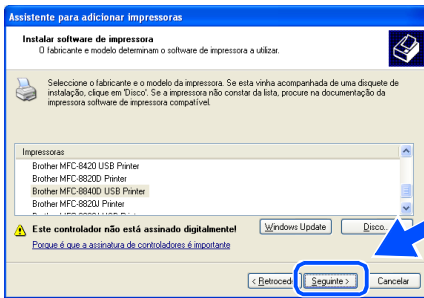 Assistente para adicionar impressoras
Instalar software de impressora
O fabricante e modelo determinam o software de impressora a utilizar.
Seleccione o fabricante e o modelo da impressora. Se esta vinha acompanhada de uma disquete de
instalação, clique em 'Disco'. Se a impressora não constar da lista, procure na documentação da
impressora software de impressora compatível.
Impressoras
Brother MFC-8420 USB Printer
Brother MFC-8820D Printer
Brother MFC-8840D USB Printer
Brother MFC-8820J Printer
Este controlador não está assinado digitalmente!
Windows Update
Disco...
Porque é que a assinatura de controladores é importante
< Retroceder
Seguinte >
Cancelar